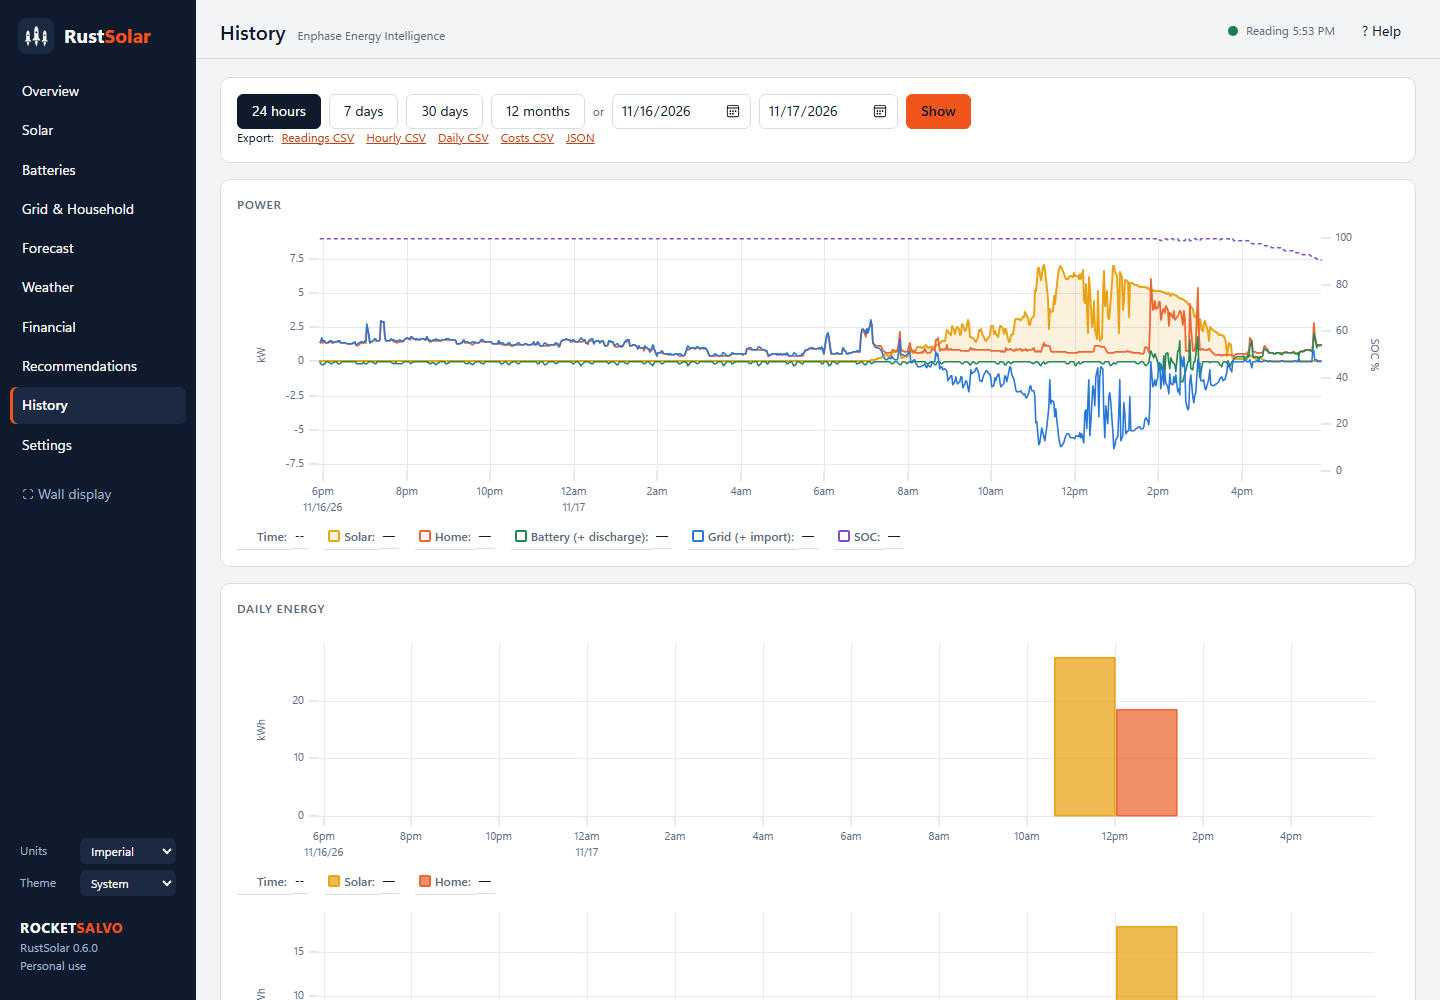 RustSolar
Overview
Solar
Batteries
Grid & Household
Forecast
Weather
Financial
Recommendations
History
Settings
Wall display
Units Imperial
Theme System
ROCKETSALVO
RustSolar 0.6.0
Personal use
History Enphase Energy Intelligence
Reading 5:53 PM ? Help
24 hours 7 days 30 days 12 months or 11/16/2026 11/17/2026 Show
Export: Readings CSV Hourly CSV Daily CSV Costs CSV JSON
POWER
kW
7.5
5
2.5
0
-2.5
-5
-7.5
100
80
60
40
20
0
SOC %
6pm 8pm 10pm 12am 2am 4am 6am 8am 10am 12pm 2pm 4pm
11/16/26 11/17
Time: -- Solar: — Home: — Battery (+ discharge): — Grid (+ import): — SOC: —
DAILY ENERGY
kWh
20
10
0
6pm 8pm 10pm 12am 2am 4am 6am 8am 10am 12pm 2pm 4pm
11/16/26 11/17
Time: -- Solar: — Home: —
15
10